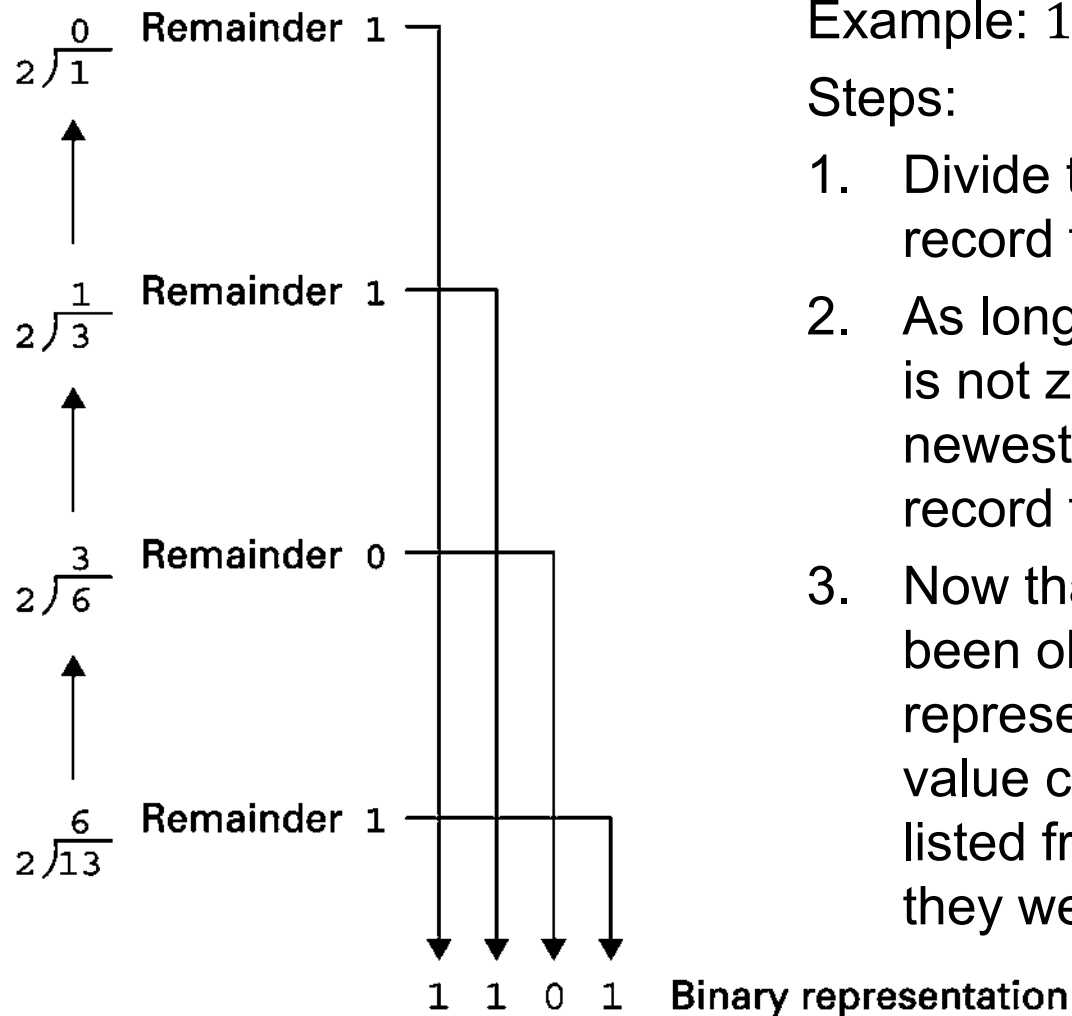 0 Remainder 1
2)1
1 Remainder 1
2)3
3 Remainder 0
2)6
6 Remainder 1
2)13
1 1 0 1 Binary representation
Example: 1
Steps:
1. Divide t
record
2. As long
is not z
newest
record
3. Now tha
been ob
represe
value c
listed fr
they we